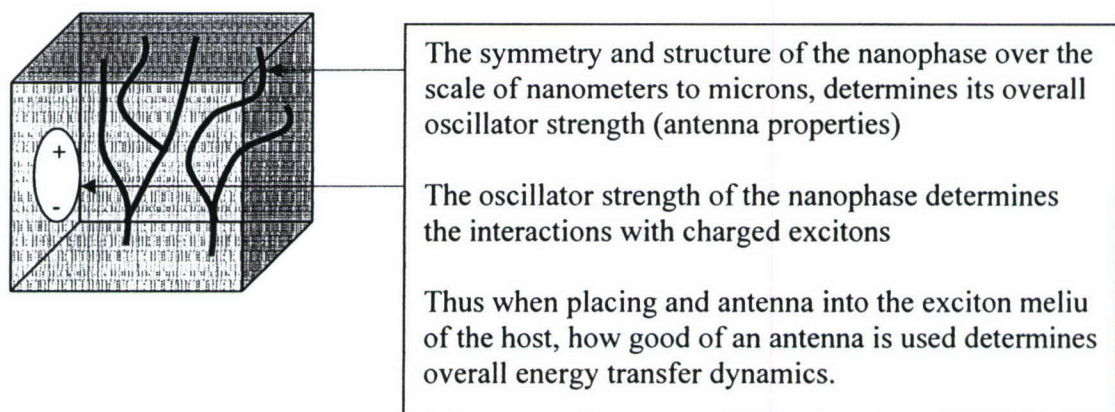 +
-
The symmetry and structure of the nanophase over the
scale of nanometers to microns, determines its overall
oscillator strength (antenna properties)
The oscillator strength of the nanophase determines
the interactions with charged excitons
Thus when placing and antenna into the exciton meliu
of the host, how good of an antenna is used determines
overall energy transfer dynamics.